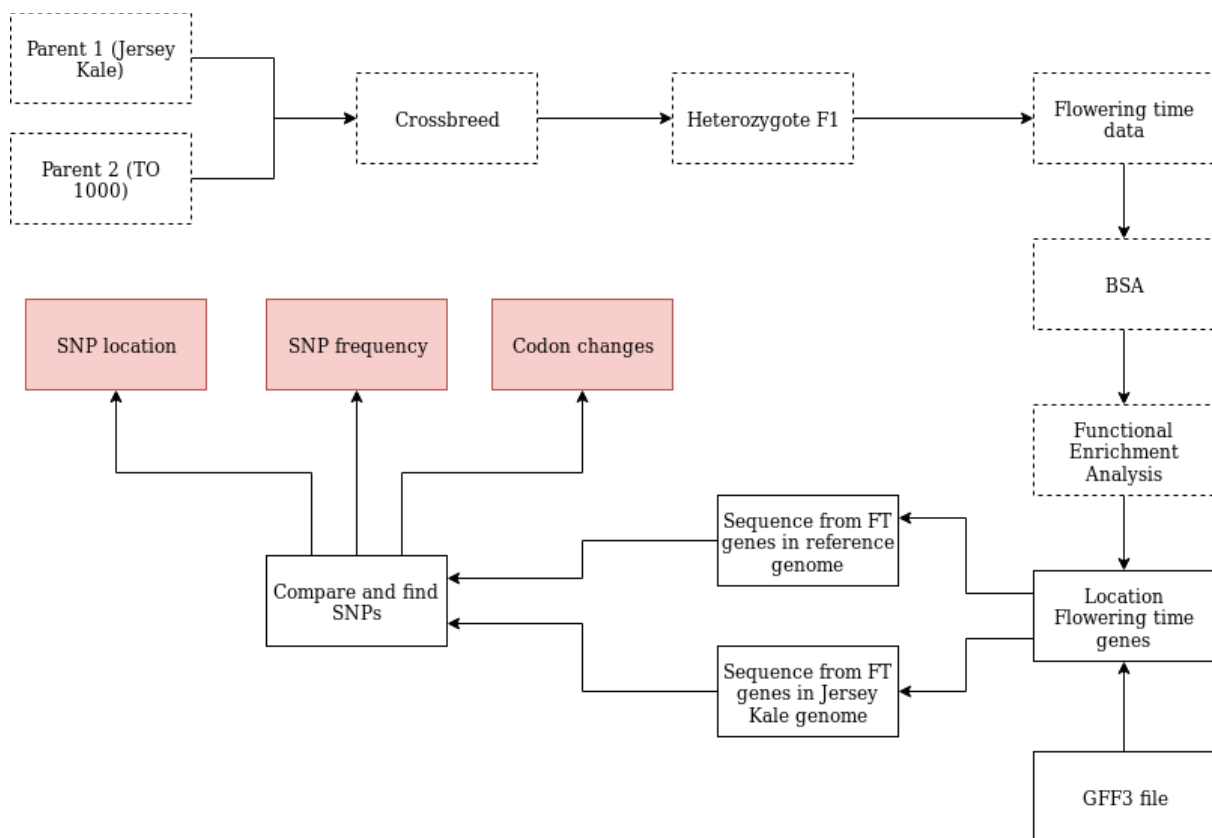 Parent 1 (Jersey
Kale)
Parent 2 (TO
1000)
Crossbreed
Heterozygote F1
Flowering time
data
BSA
Functional
Enrichment
Analysis
SNP location
SNP frequency
Codon changes
Compare and find
SNPs
Sequence from FT
genes in reference
genome
Sequence from FT
genes in Jersey
Kale genome
Location
Flowering time
genes
GFF3 file